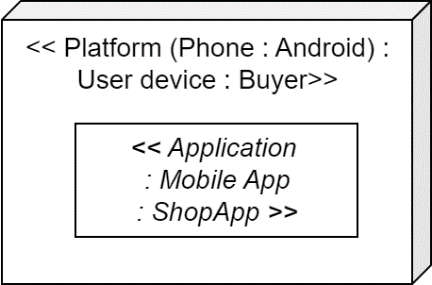 << Platform (Phone : Android) :
User device : Buyer>>
<< Application
: Mobile App
: ShopApp >>